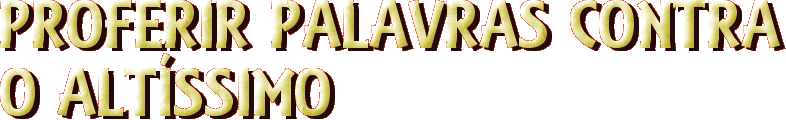 PROFERIR PALAVRAS CONTRA
O ALTÍSSIMO